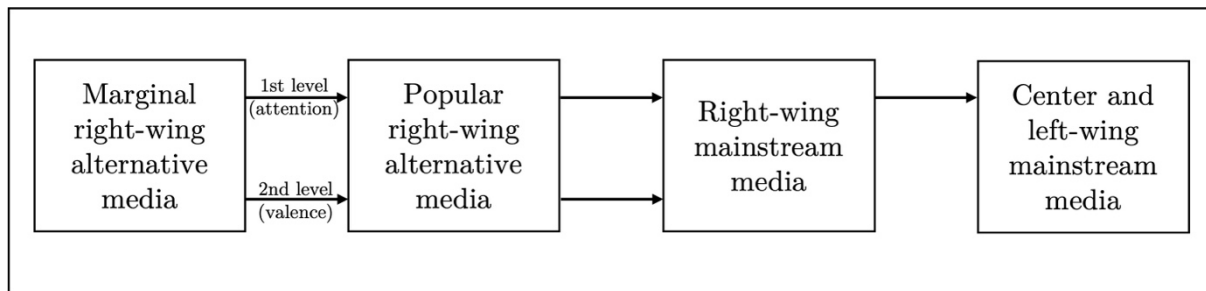 Marginal
right-wing
alternative
media
1st level
(attention)
2nd level
(valence)
Popular
right-wing
alternative
media
Right-wing
mainstream
media
Center and
left-wing
mainstream
media